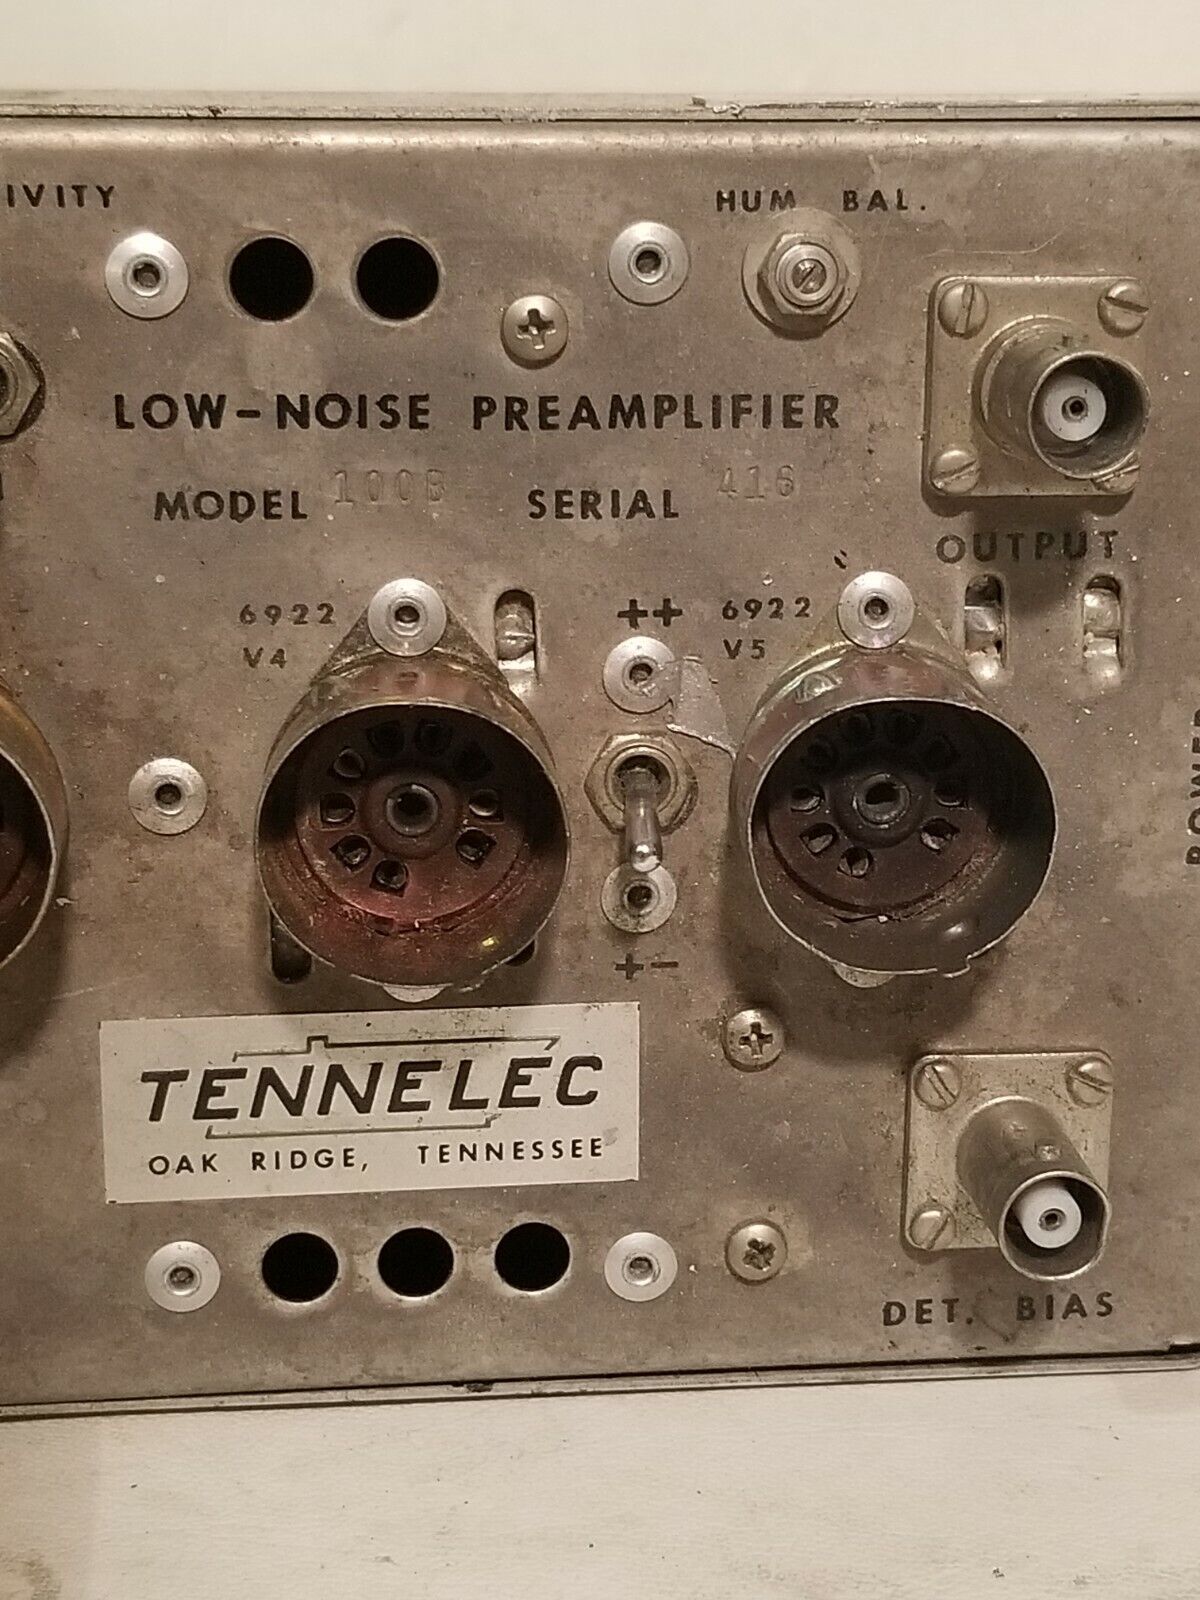 IVITY
HUM BAL.
LOW-NOISE PREAMPLIFIER
MODEL 100B SERIAL 416
OUTPUT
6922
V4
++
6922
V5
POWER
+-
TENNELEC
OAK RIDGE, TENNESSEE
DET. BIAS